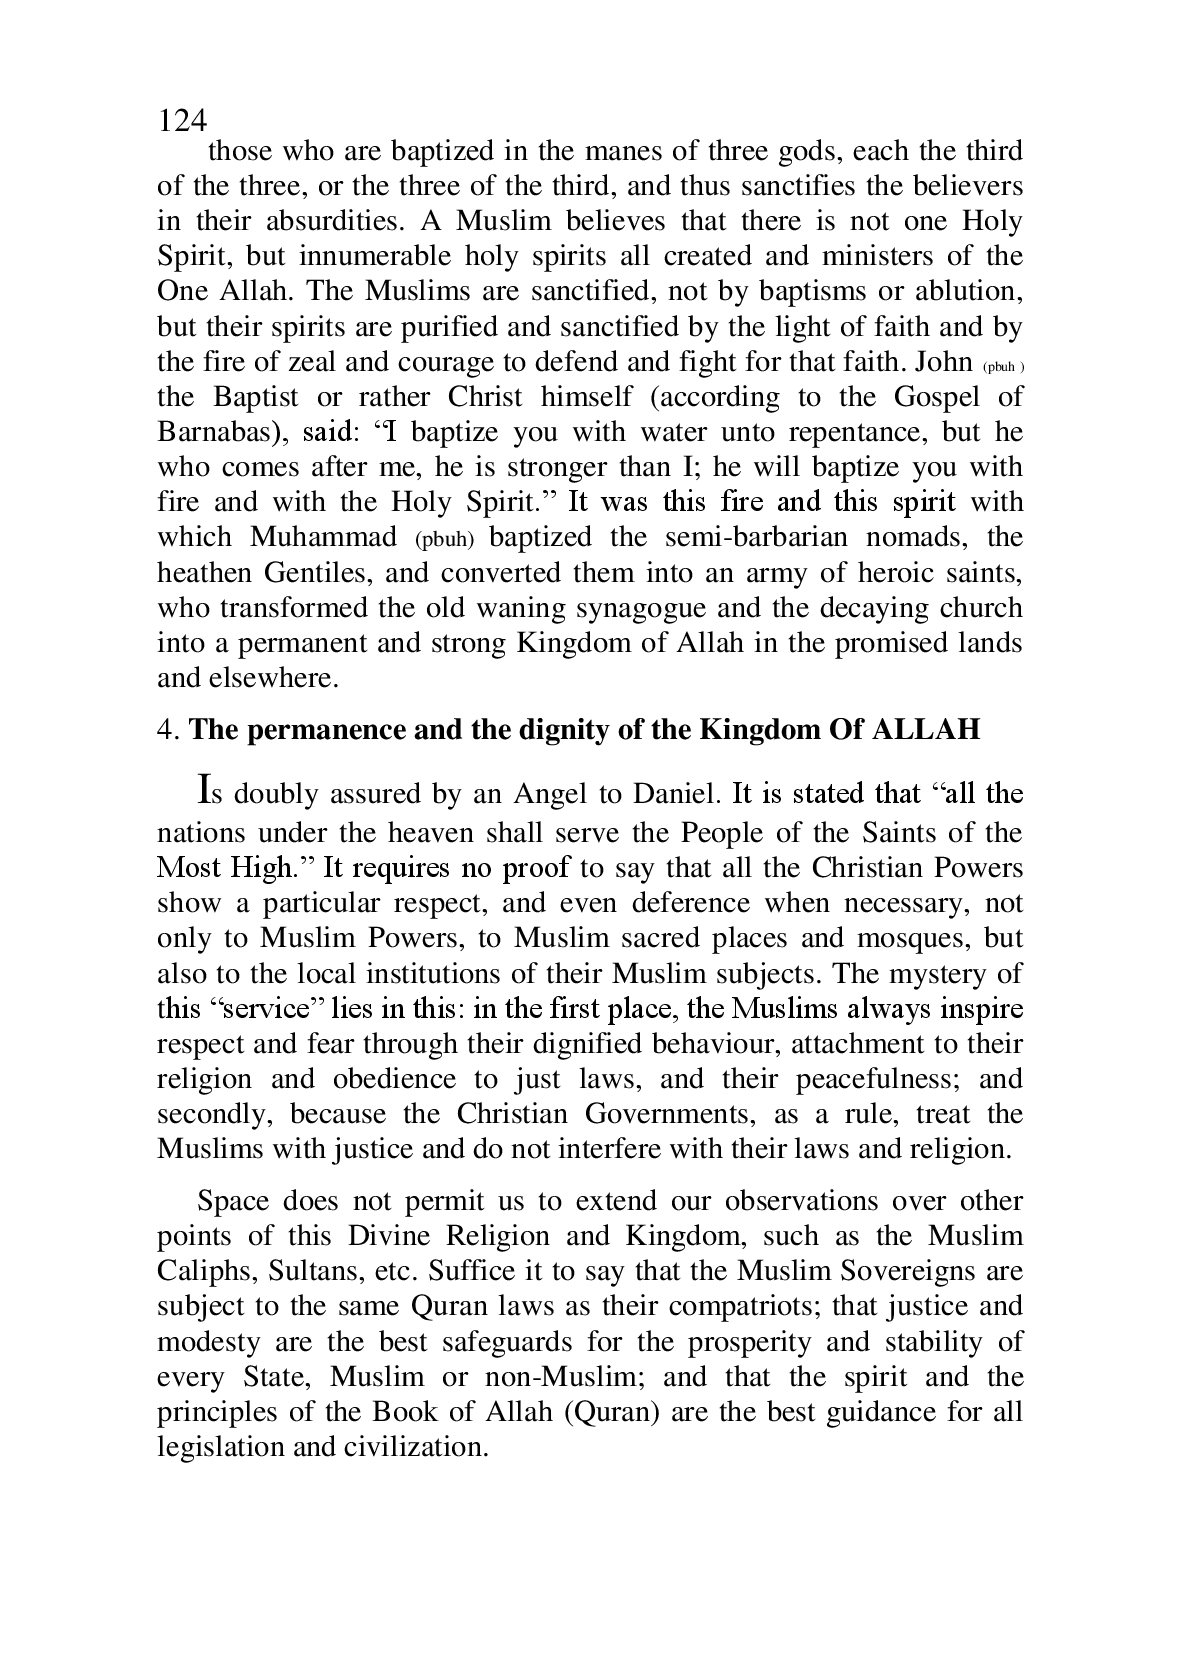 124
those who are baptized in the manes of three gods, each the third
of the three, or the three of the third, and thus sanctifies the believers
in their absurdities. A Muslim believes that there is not one Holy
Spirit, but innumerable holy spirits all created and ministers of the
One Allah. The Muslims are sanctified, not by baptisms or ablution,
but their spirits are purified and sanctified by the light of faith and by
the fire of zeal and courage to defend and fight for that faith. John (pbuh )
the Baptist or rather Christ himself (according to the Gospel of
Barnabas), said: “I baptize you with water unto repentance, but he
who comes after me, he is stronger than I; he will baptize you with
fire and with the Holy Spirit.” It was this fire and this spirit with
which Muhammad (pbuh) baptized the semi-barbarian nomads, the
heathen Gentiles, and converted them into an army of heroic saints,
who transformed the old waning synagogue and the decaying church
into a permanent and strong Kingdom of Allah in the promised lands
and elsewhere.
4. The permanence and the dignity of the Kingdom Of ALLAH
Is doubly assured by an Angel to Daniel. It is stated that “all the
nations under the heaven shall serve the People of the Saints of the
Most High.” It requires no proof to say that all the Christian Powers
show a particular respect, and even deference when necessary, not
only to Muslim Powers, to Muslim sacred places and mosques, but
also to the local institutions of their Muslim subjects. The mystery of
this “service” lies in this: in the first place, the Muslims always inspire
respect and fear through their dignified behaviour, attachment to their
religion and obedience to just laws, and their peacefulness; and
secondly, because the Christian Governments, as a rule, treat the
Muslims with justice and do not interfere with their laws and religion.
Space does not permit us to extend our observations over other
points of this Divine Religion and Kingdom, such as the Muslim
Caliphs, Sultans, etc. Suffice it to say that the Muslim Sovereigns are
subject to the same Quran laws as their compatriots; that justice and
modesty are the best safeguards for the prosperity and stability of
every State, Muslim or non-Muslim; and that the spirit and the
principles of the Book of Allah (Quran) are the best guidance for all
legislation and civilization.